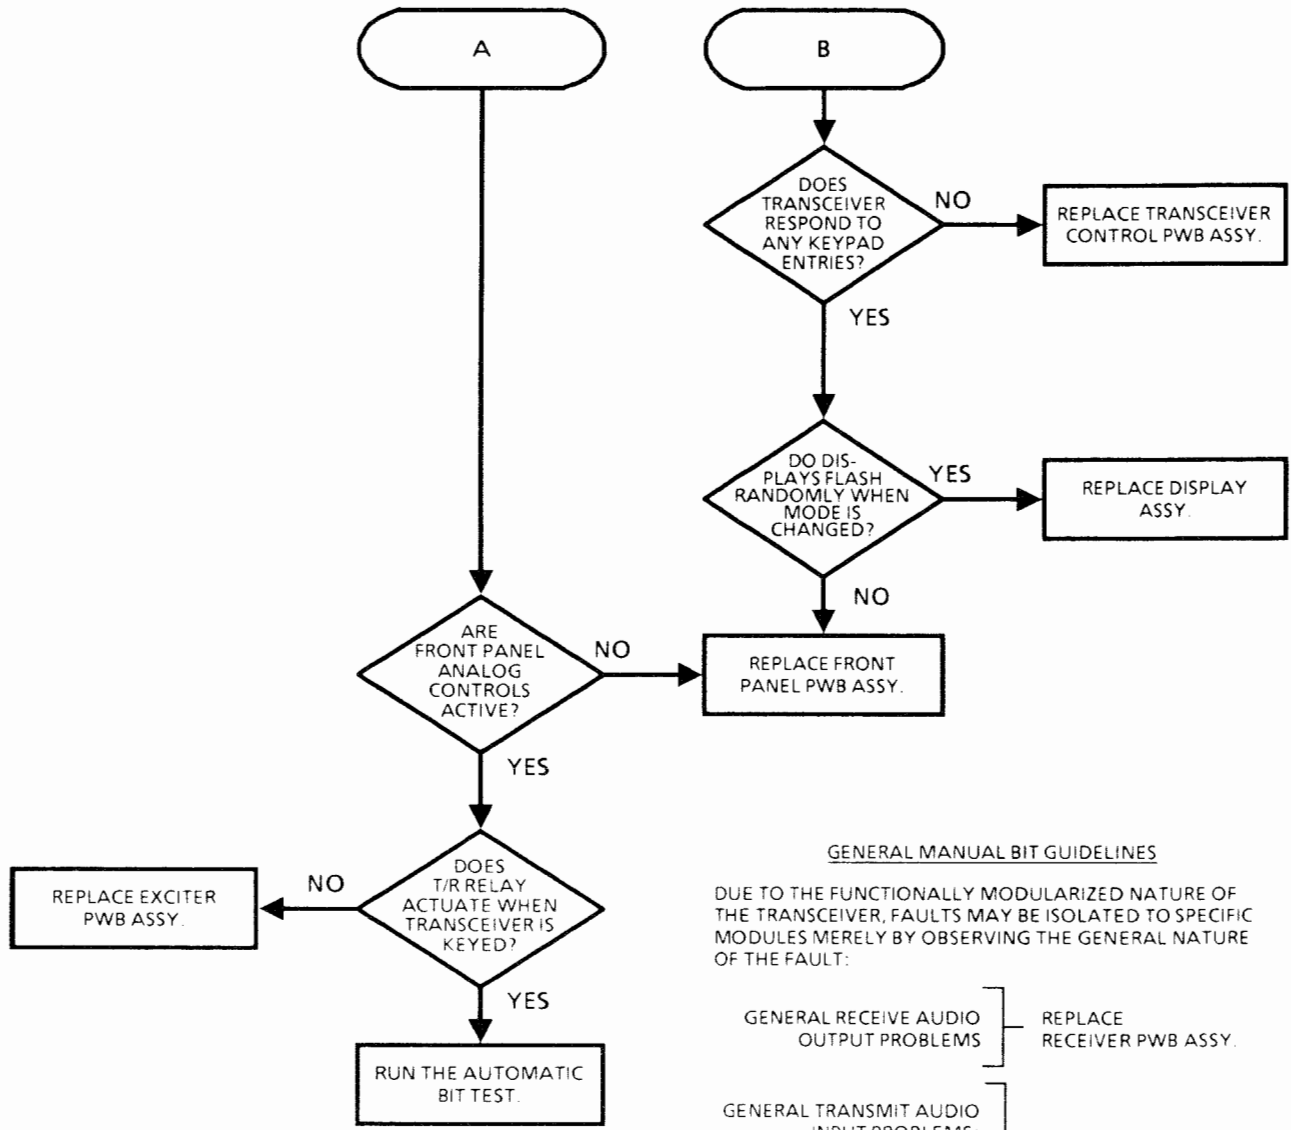 A
B
DOES
TRANSCEIVER
RESPOND TO
ANY KEYPAD
ENTRIES?
NO
REPLACE TRANSCEIVER
CONTROL PWB ASSY.
YES
DO DIS-
PLAYS FLASH
RANDOMLY WHEN
MODE IS
CHANGED?
YES
REPLACE DISPLAY
ASSY.
NO
ARE
FRONT PANEL
ANALOG
CONTROLS
ACTIVE?
NO
REPLACE FRONT
PANEL PWB ASSY.
YES
DOES
T/R RELAY
ACTUATE WHEN
TRANSCEIVER IS
KEYED?
NO
REPLACE EXCITER
PWB ASSY.
YES
RUN THE AUTOMATIC
BIT TEST.
GENERAL MANUAL BIT GUIDELINES
DUE TO THE FUNCTIONALLY MODULARIZED NATURE OF
THE TRANSCEIVER, FAULTS MAY BE ISOLATED TO SPECIFIC
MODULES MERELY BY OBSERVING THE GENERAL NATURE
OF THE FAULT:
GENERAL RECEIVE AUDIO
OUTPUT PROBLEMS
REPLACE
RECEIVER PWB ASSY.
GENERAL TRANSMIT AUDIO
INPUT PROBLEMS